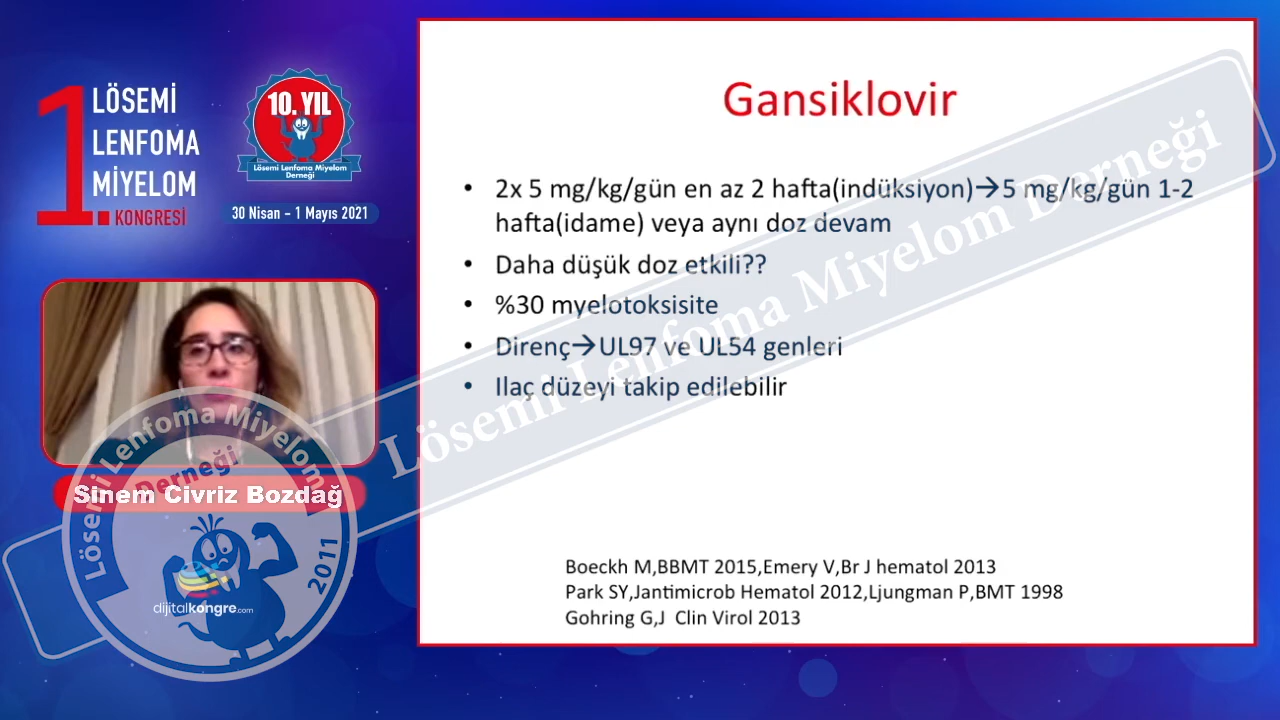 1.
LÖSEMİ
LENFOMA
MİYELOM
KONGRESİ
10. YIL
Lösemi Lenfoma Miyelom
Derneği
30 Nisan – 1 Mayıs 2021
Gansiklovir
• 2x 5 mg/kg/gün en az 2 hafta(indüksiyon)→5 mg/kg/gün 1-2
hafta(idame) veya aynı doz devam
• Daha düşük doz etkili??
• %30 myelotoksisite
• Direnç→UL97 ve UL54 genleri
• Ilaç düzeyi takip edilebilir
Boeckh M,BBMT 2015,Emery V,Br J hematol 2013
Park SY,Jantimicrob Hematol 2012,Ljungman P,BMT 1998
Gohring G,J Clin Virol 2013
Sinem Civriz Bozdağ
Lösemi Lenfoma Miyelom
Derneği
2011
dijitalkongre.com
Lösemi Lenfoma Miyelom Derneği